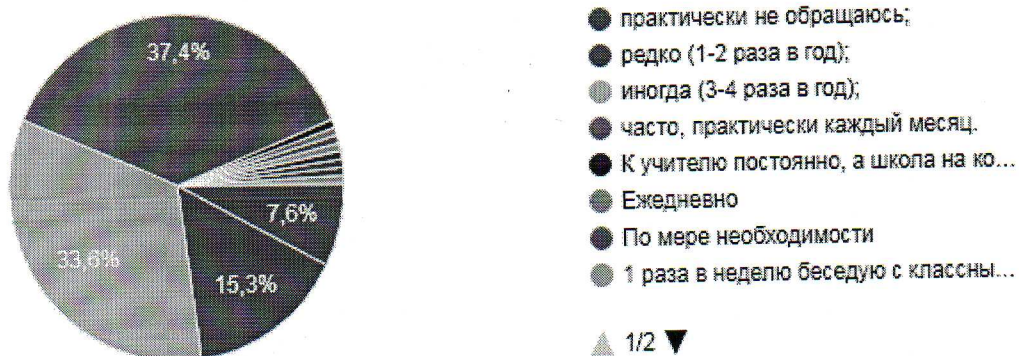 37,4%
7,6%
33,6%
15,3%
практически не обращаюсь;
редко (1-2 раза в год);
иногда (3-4 раза в год);
часто, практически каждый месяц.
К учителю постоянно, а школа на ко...
Ежедневно
По мере необходимости
1 раза в неделю беседую с классны...
1/2